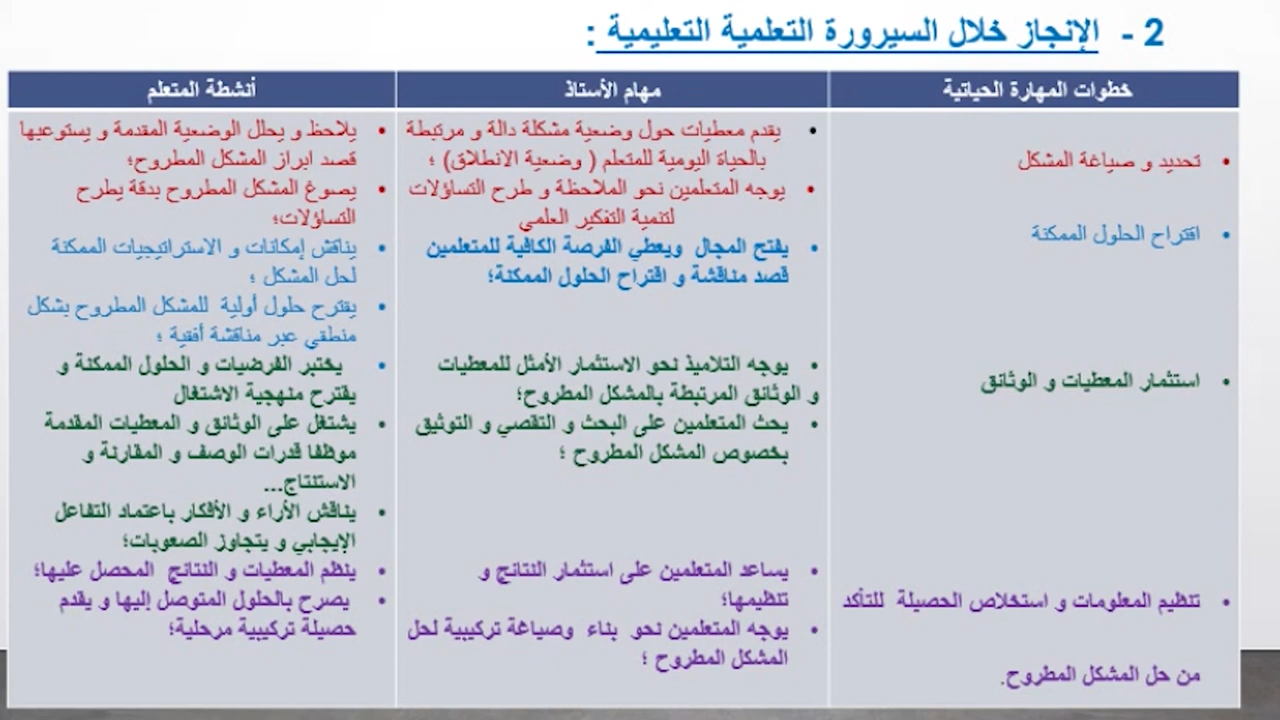 2 - الإنجاز خلال السيرورة التعلمية التعليمية :
خطوات المهارة الحياتية
مهام الأستاذ
أنشطة المتعلم
• تحديد و صياغة المشكل
• اقتراح الحلول الممكنة
• استثمار المعطيات و الوثائق
• تنظيم المعلومات و استخلاص الحصيلة للتأكد
من حل المشكل المطروح.
• يقدم معطيات حول وضعية مشكلة دالة و مرتبطة
بالحياة اليومية للمتعلم ( وضعية الانطلاق) ؛
• يوجه المتعلمين نحو الملاحظة و طرح التساؤلات
لتنمية التفكير العلمي
• يفتح المجال ويعطي الفرصة الكافية للمتعلمين
قصد مناقشة و اقتراح الحلول الممكنة؛
• يوجه التلاميذ نحو الاستثمار الأمثل للمعطيات
و الوثائق المرتبطة بالمشكل المطروح؛
• يحث المتعلمين على البحث و التقصي و التوثيق
بخصوص المشكل المطروح ؛
• يساعد المتعلمين على استثمار النتائج و
تنظيمها؛
• يوجه المتعلمين نحو بناء وصياغة تركيبية لحل
المشكل المطروح ؛
• يلاحظ و يحلل الوضعية المقدمة و يستوعبها
قصد ابراز المشكل المطروح؛
• يصوغ المشكل المطروح بدقة يطرح
التساؤلات؛
• يناقش إمكانات و الاستراتيجيات الممكنة
لحل المشكل ؛
• يقترح حلول أولية للمشكل المطروح بشكل
منطقي عبر مناقشة أفقية ؛
• يختبر الفرضيات و الحلول الممكنة و
يقترح منهجية الاشتغال
• يشتغل على الوثائق و المعطيات المقدمة
موظفا قدرات الوصف و المقارنة و
الاستنتاج...
• يناقش الأراء و الأفكار باعتماد التفاعل
الإيجابي و يتجاوز الصعوبات؛
• ينظم المعطيات و النتائج المحصل عليها؛
• يصرح بالحلول المتوصل إليها و يقدم
حصيلة تركيبية مرحلية؛